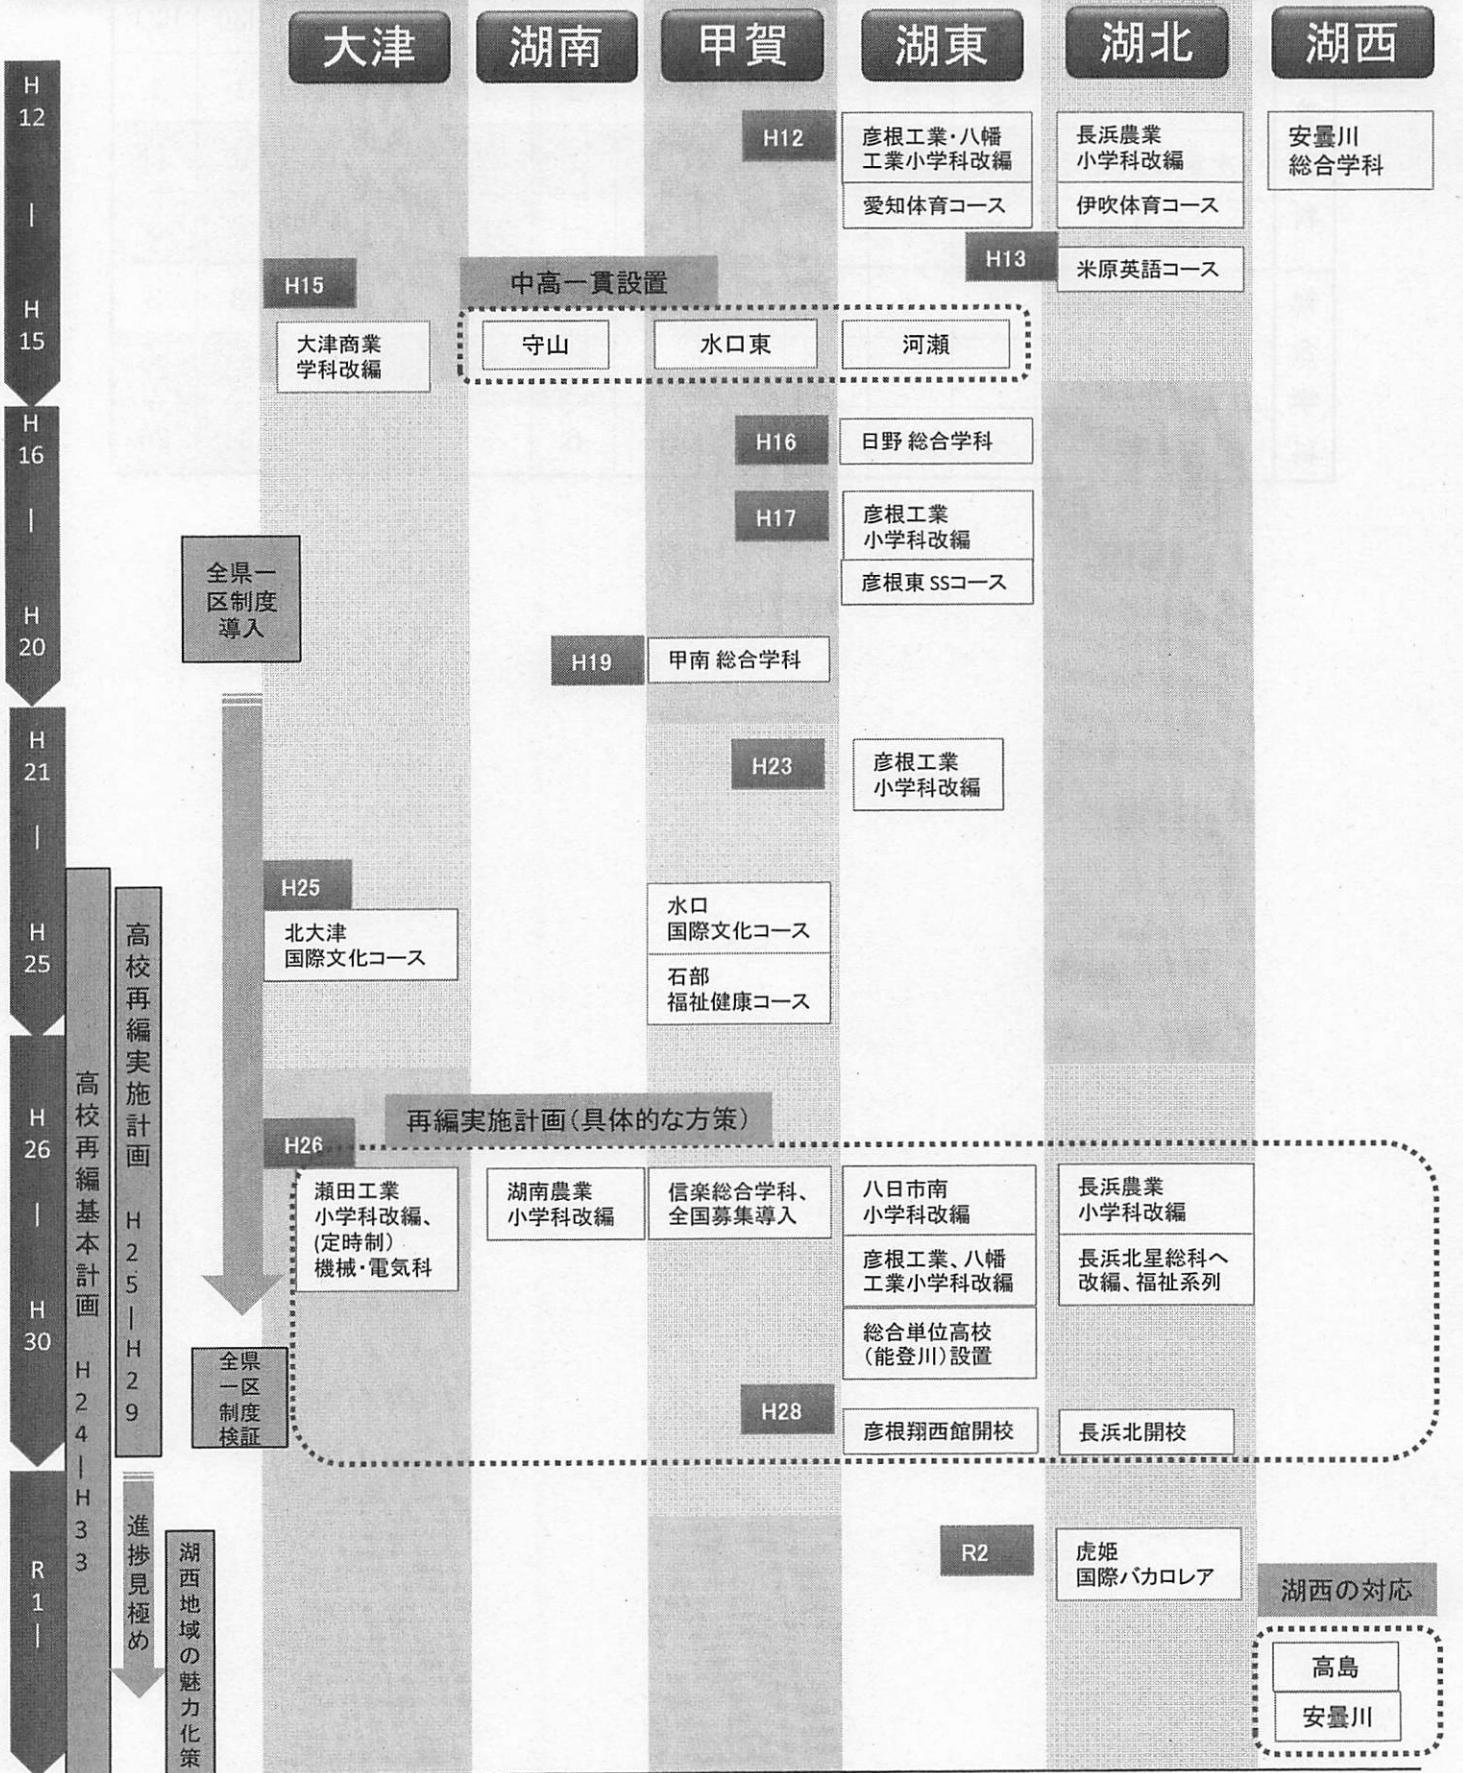 大津
湖南
甲賀
湖東
湖北
湖西
H
12
|
H
15
H12
彦根工業・八幡
工業小学科改編
愛知体育コース
長浜農業
小学科改編
伊吹体育コース
安曇川
総合学科
H13
米原英語コース
H15
大津商業
学科改編
中高一貫設置
守山
水口東
河瀬
H
16
|
H
20
H16
日野 総合学科
H17
彦根工業
小学科改編
彦根東 SSコース
全県一
区制度
導入
H19
甲南 総合学科
H
21
|
H
25
H23
彦根工業
小学科改編
H25
北大津
国際文化コース
水口
国際文化コース
石部
福祉健康コース
高校再編基本計画 H24|H33
高校再編実施計画 H25|H29
H
26
|
H
30
再編実施計画(具体的な方策)
H26
瀬田工業
小学科改編、
(定時制)
機械・電気科
湖南農業
小学科改編
信楽総合学科、
全国募集導入
八日市南
小学科改編
彦根工業、八幡
工業小学科改編
総合単位高校
(能登川)設置
長浜農業
小学科改編
長浜北星総科へ
改編、福祉系列
全県
一区
制度
検証
H28
彦根翔西館開校
長浜北開校
R
1
|
進捗見極め
湖西地域の魅力化策
R2
虎姫
国際バカロレア
湖西の対応
高島
安曇川